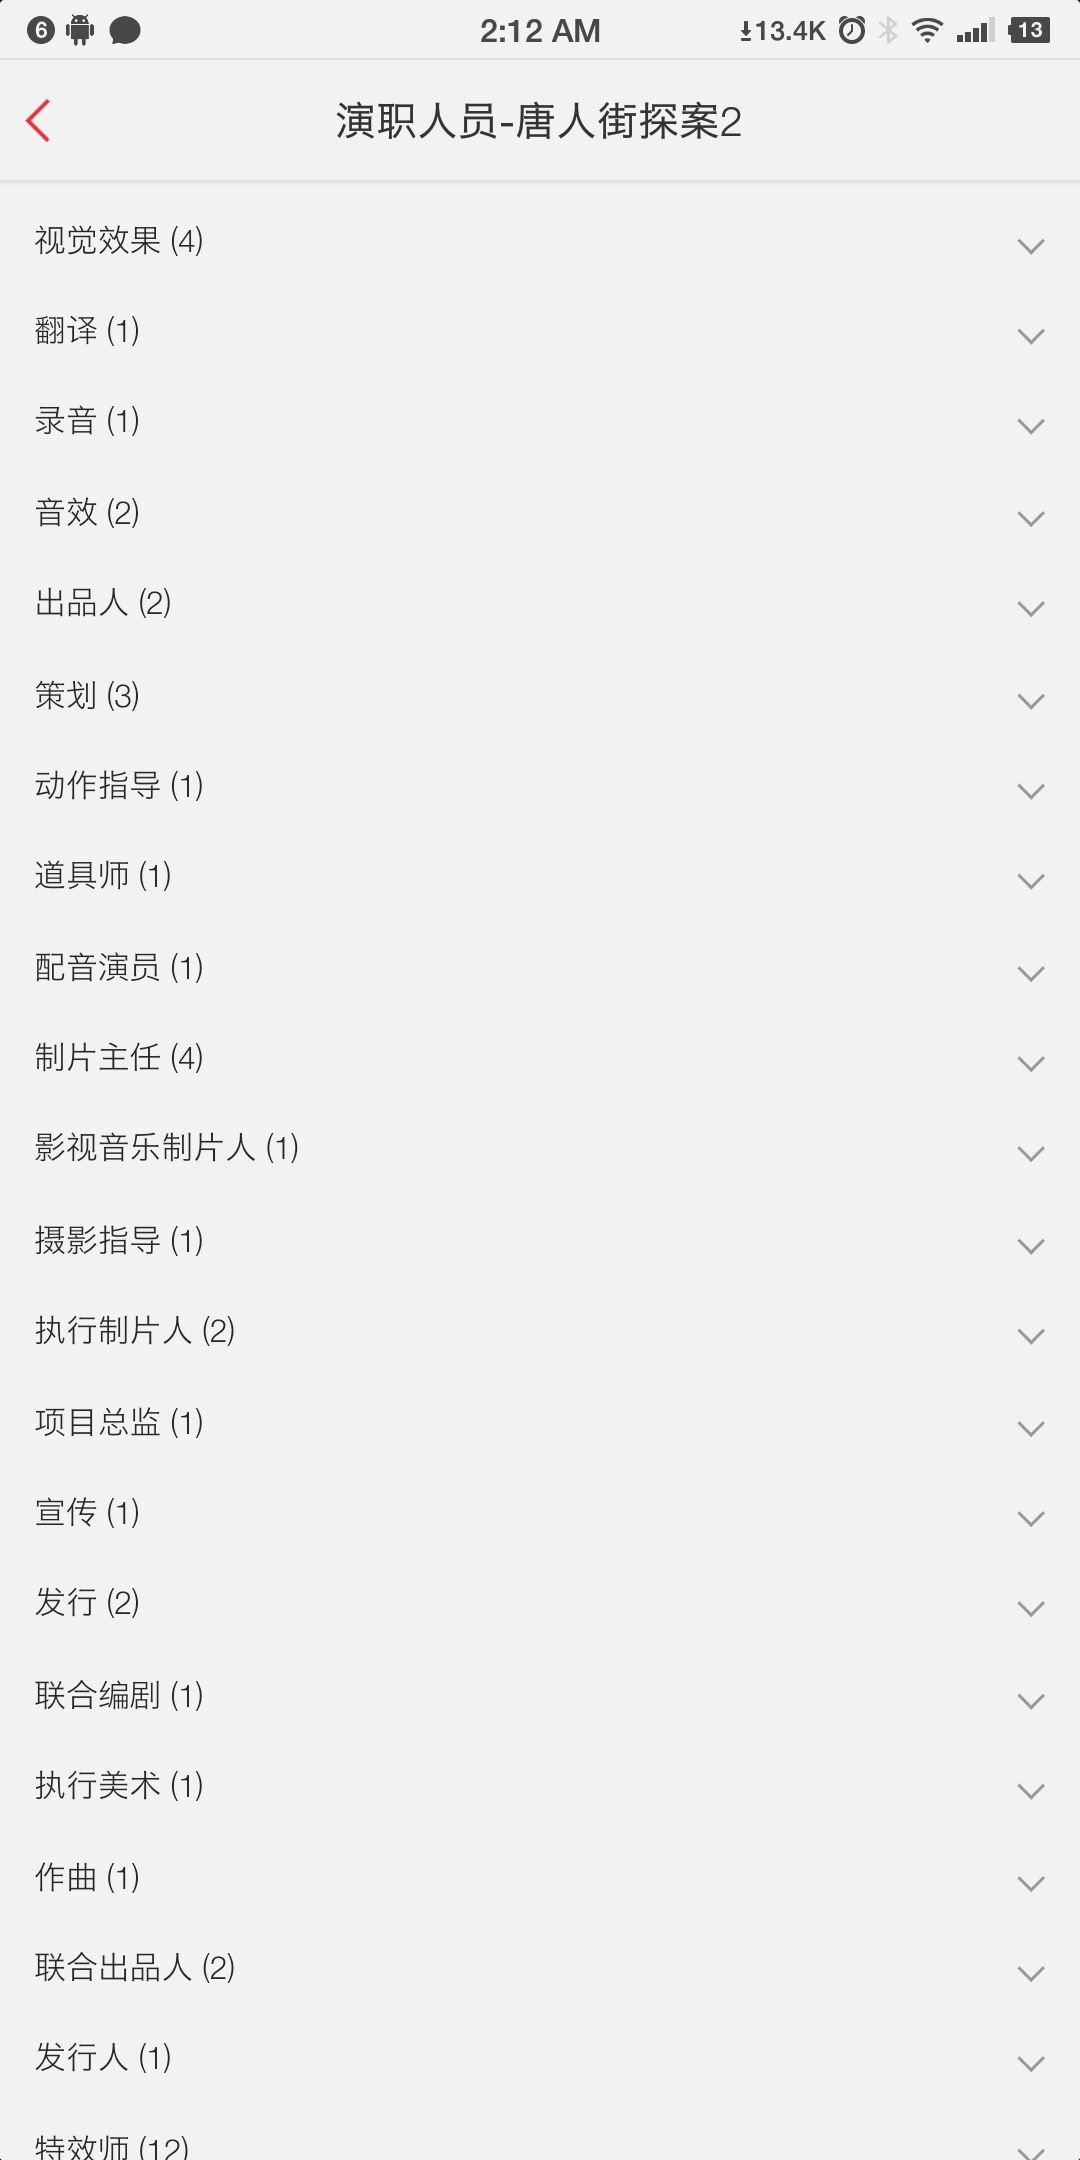 6 2:12 AM 13.4K 13
演职人员-唐人街探案2
视觉效果 (4)
翻译 (1)
录音 (1)
音效 (2)
出品人 (2)
策划 (3)
动作指导 (1)
道具师 (1)
配音演员 (1)
制片主任 (4)
影视音乐制片人 (1)
摄影指导 (1)
执行制片人 (2)
项目总监 (1)
宣传 (1)
发行 (2)
联合编剧 (1)
执行美术 (1)
作曲 (1)
联合出品人 (2)
发行人 (1)
特效师 (12)